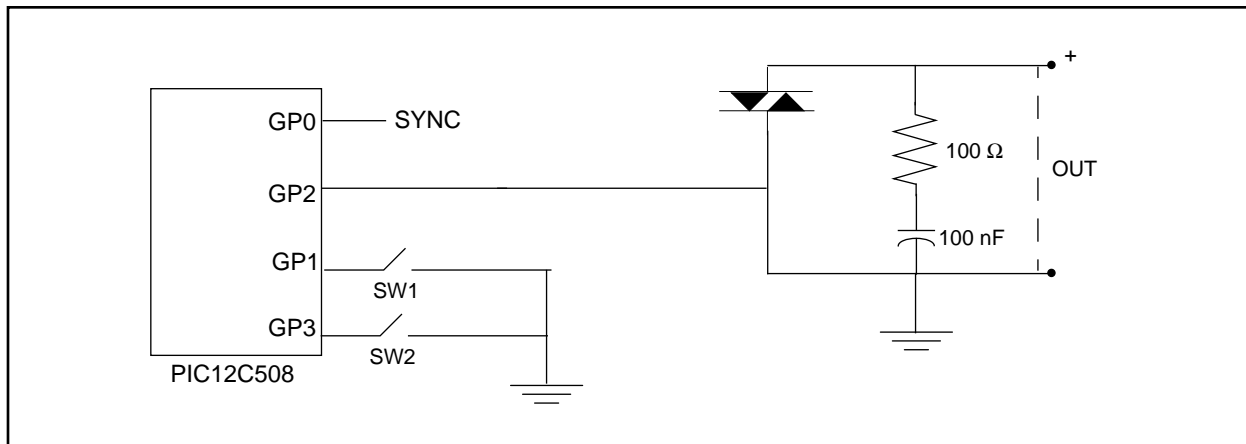 +
GP0
SYNC
100 Ω
OUT
GP2
100 nF
GP1
SW1
GP3
SW2
PIC12C508